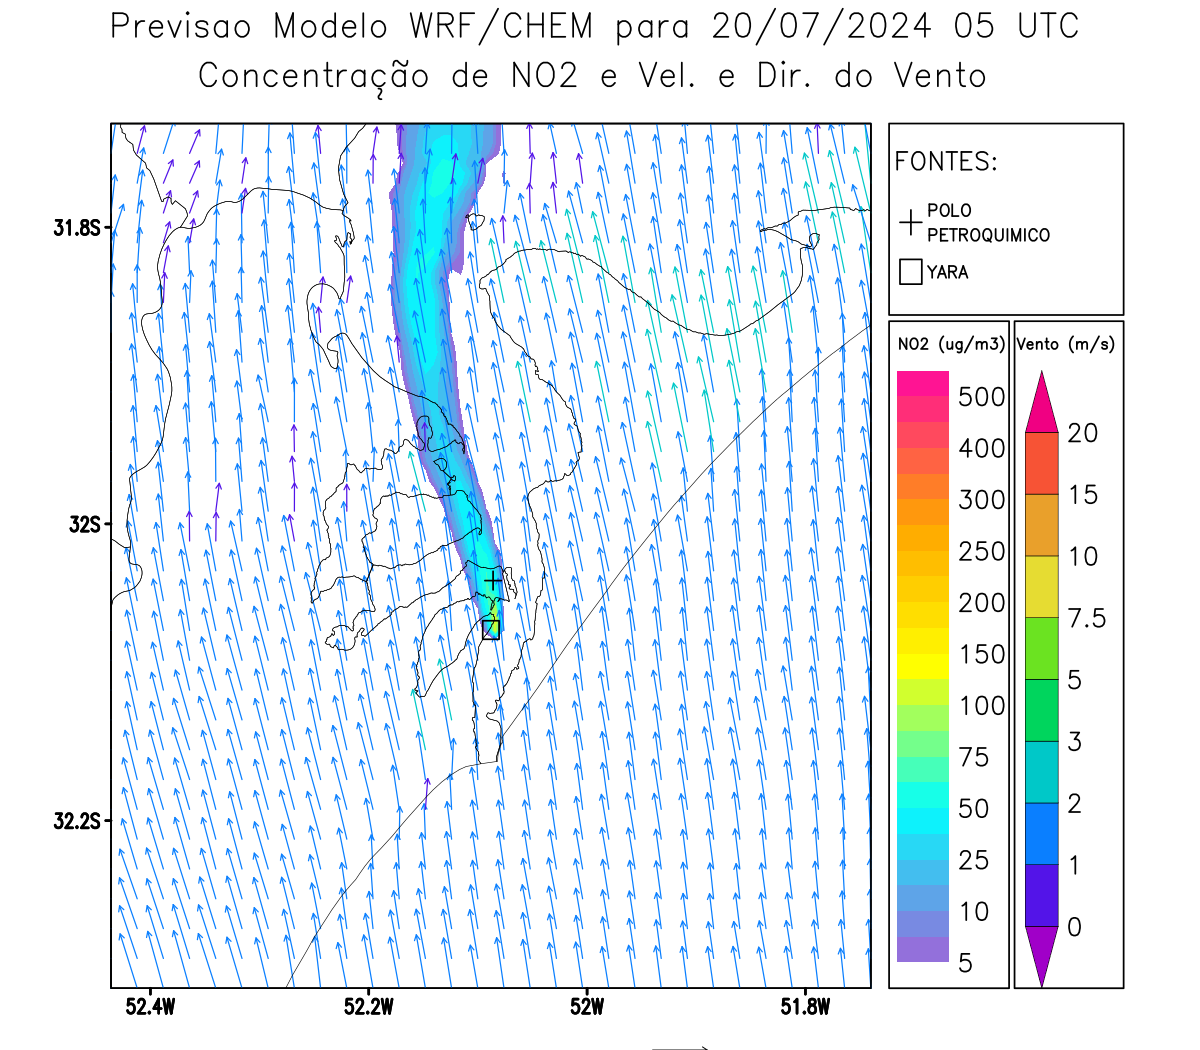 Previsao Modelo WRF/CHEM para 20/07/2024 05 UTC
Concentração de NO2 e Vel. e Dir. do Vento
31.8S
32S
32.2S
52.4W
52.2W
52W
51.8W
FONTES:
POLO
PETROQUIMICO
YARA
NO2 (ug/m3)
500
400
300
250
200
150
100
75
50
25
10
5
Vento (m/s)
20
15
10
7.5
5
3
2
1
0